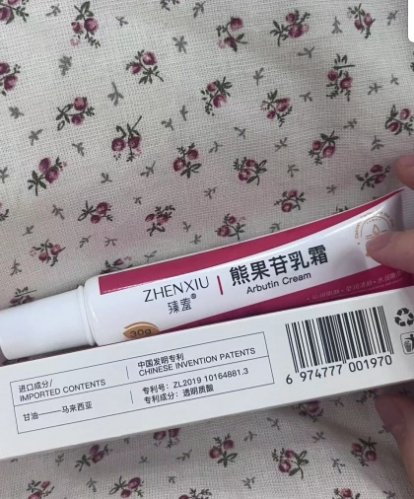 ZHENXIU
臻羞®
熊果苷乳霜
Arbutin Cream
30g
进口成分/
IMPORTED CONTENTS
甘油——马来西亚
中国发明专利
CHINESE INVENTION PATENTS
专利号：ZL2019 10164881.3
专利成分：透明质酸
6 974777 001970